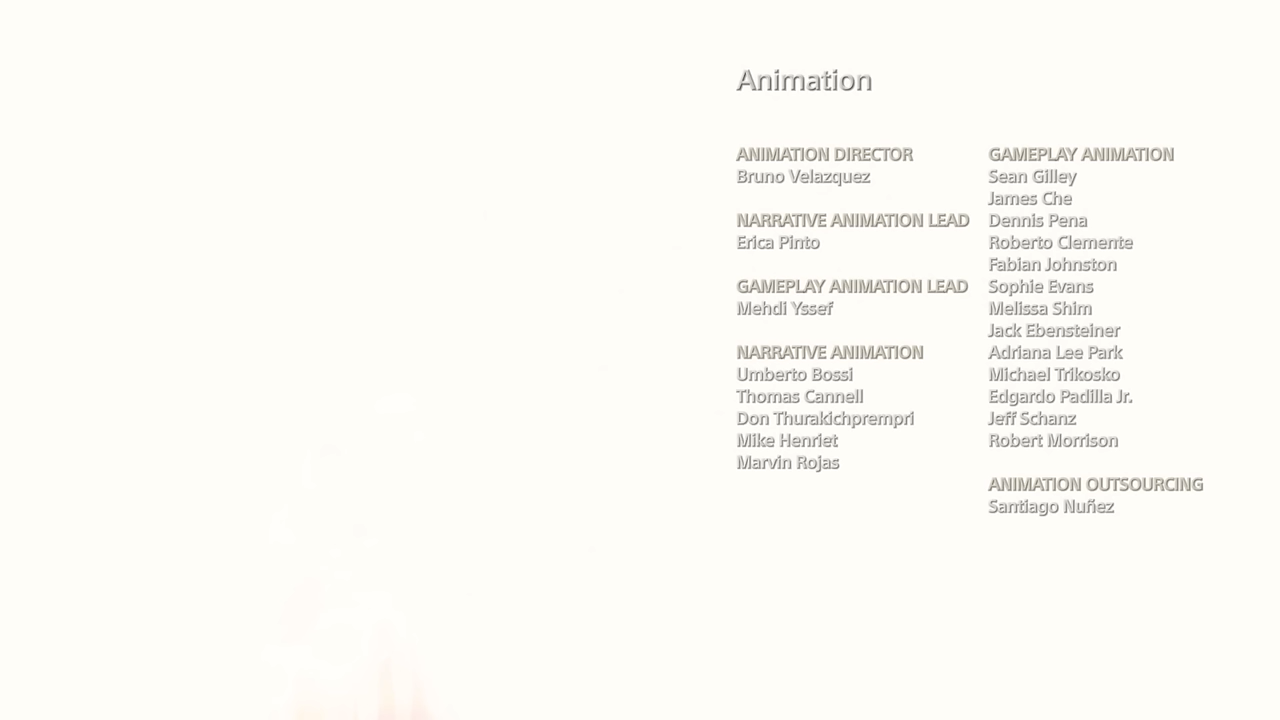 Animation
ANIMATION DIRECTOR
Bruno Velazquez
NARRATIVE ANIMATION LEAD
Erica Pinto
GAMEPLAY ANIMATION LEAD
Mehdi Yssef
NARRATIVE ANIMATION
Umberto Bossi
Thomas Cannell
Don Thurakichprempri
Mike Henriet
Marvin Rojas
GAMEPLAY ANIMATION
Sean Gilley
James Che
Dennis Pena
Roberto Clemente
Fabian Johnston
Sophie Evans
Melissa Shim
Jack Ebensteiner
Adriana Lee Park
Michael Trikosko
Edgardo Padilla Jr.
Jeff Schanz
Robert Morrison
ANIMATION OUTSOURCING
Santiago Nuñez